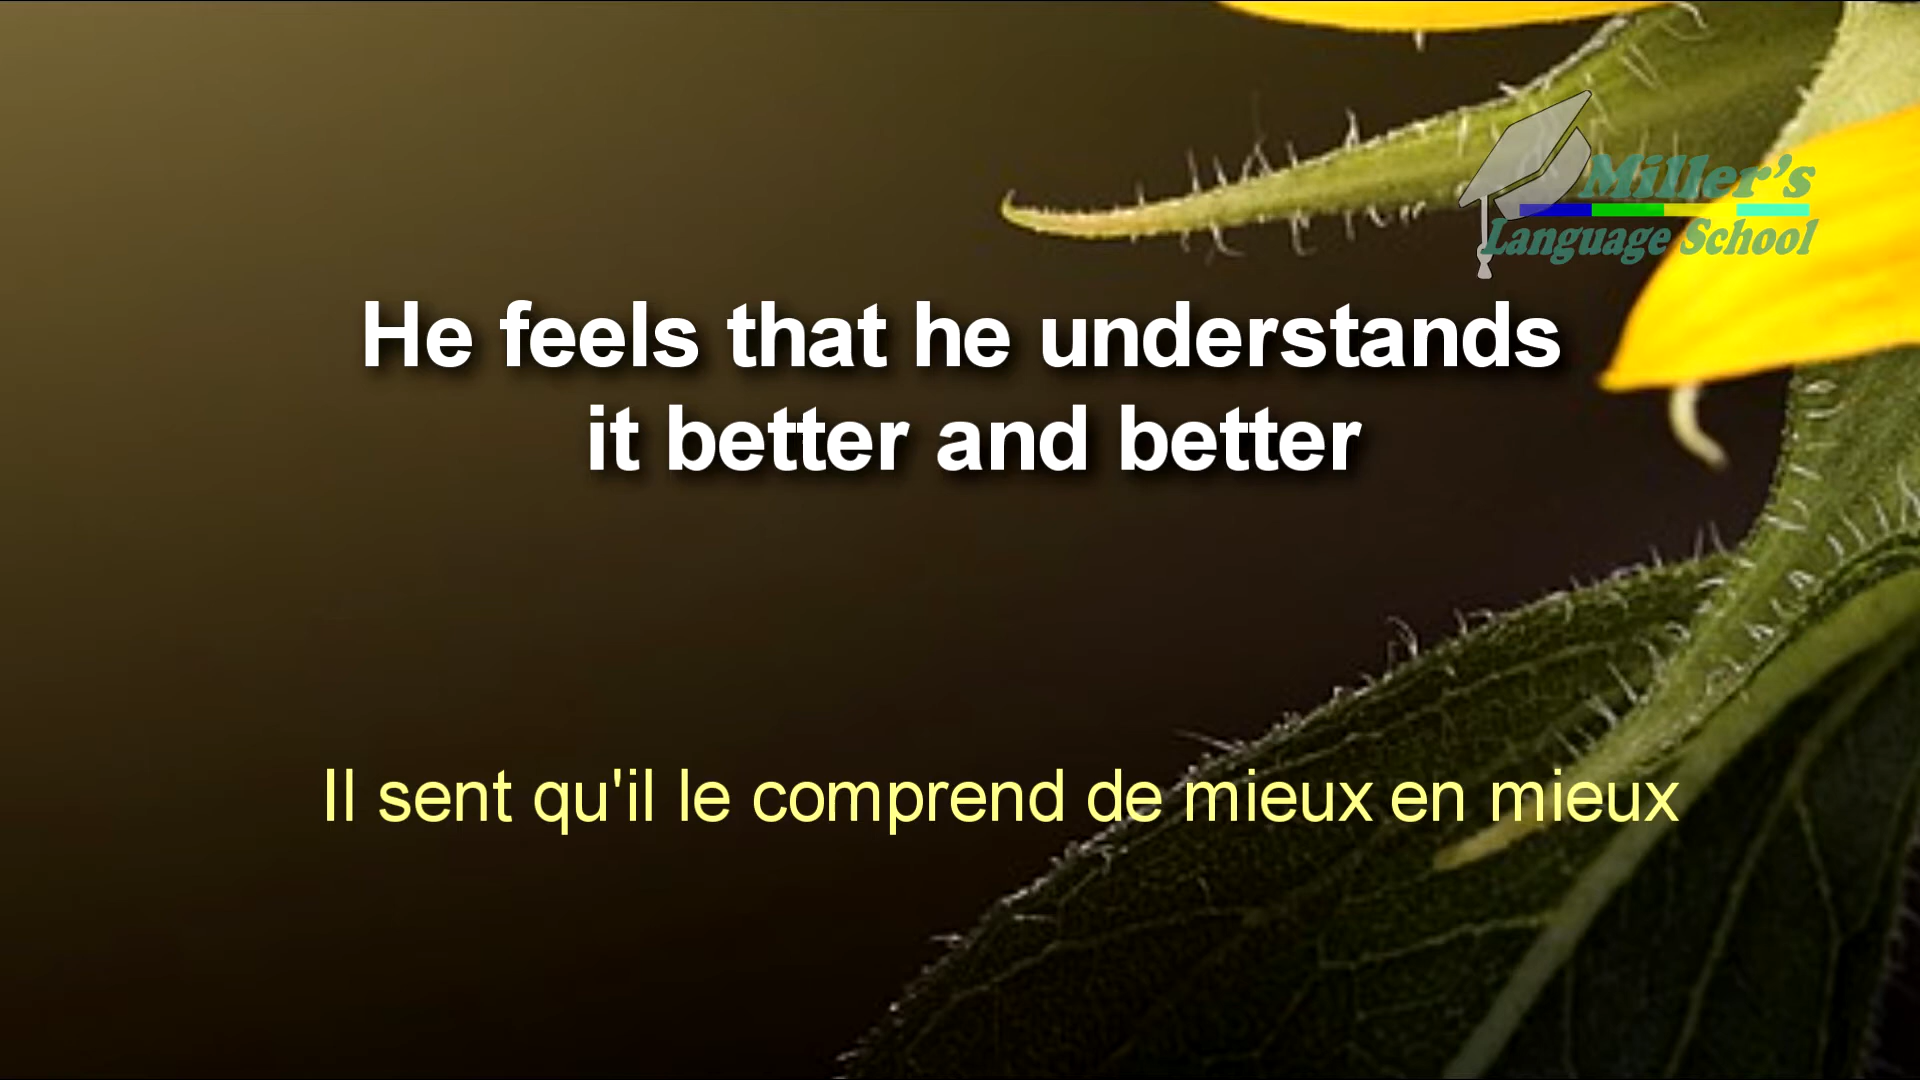 Miller's
Language School
He feels that he understands
it better and better
Il sent qu'il le comprend de mieux en mieux